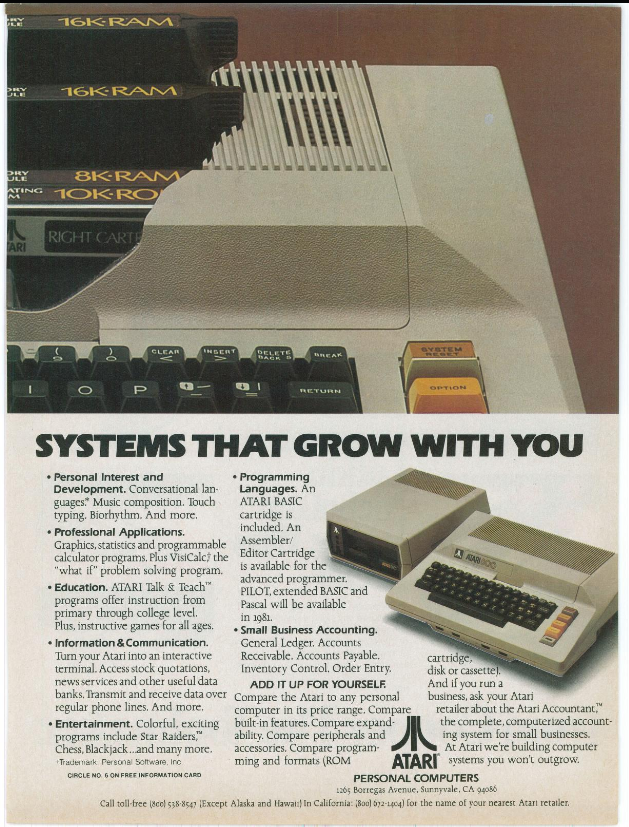 16K·RAM
16K·RAM
8K·RAM
10K·RO
RIGHT CART
( 9
) 0
CLEAR <
INSERT >
DELETE BACK S
BREAK
I O P
RETURN
SYSTEM RESET
OPTION
SYSTEMS THAT GROW WITH YOU
• Personal Interest and
Development. Conversational lan-
guages.* Music composition. Touch
typing. Biorhythm. And more.
• Professional Applications.
Graphics, statistics and programmable
calculator programs. Plus VisiCalc,† the
"what if" problem solving program.
• Education. ATARI Talk & Teach™
programs offer instruction from
primary through college level.
Plus, instructive games for all ages.
• Information & Communication.
Turn your Atari into an interactive
terminal. Access stock quotations,
news services and other useful data
banks. Transmit and receive data over
regular phone lines. And more.
• Entertainment. Colorful, exciting
programs include Star Raiders,™
Chess, Blackjack...and many more.
Trademark Personal Software, Inc
CIRCLE NO. 6 ON FREE INFORMATION CARD
• Programming
Languages. An
ATARI BASIC
cartridge is
included. An
Assembler/
Editor Cartridge
is available for the
advanced programmer.
PILOT, extended BASIC and
Pascal will be available
in 1981.
• Small Business Accounting.
General Ledger. Accounts
Receivable. Accounts Payable.
Inventory Control. Order Entry.
ADD IT UP FOR YOURSELF.
Compare the Atari to any personal
computer in its price range. Compare
built-in features. Compare expand-
ability. Compare peripherals and
accessories. Compare program-
ming and formats (ROM
ATARI 800
cartridge,
disk or cassette).
And if you run a
business, ask your Atari
retailer about the Atari Accountant,™
the complete, computerized account-
ing system for small businesses.
At Atari we're building computer
systems you won't outgrow.
ATARI
PERSONAL COMPUTERS
1265 Borregas Avenue, Sunnyvale, CA 94086
Call toll-free (800) 538-8547 (Except Alaska and Hawaii) In California: (800) 672-1404) for the name of your nearest Atari retailer.